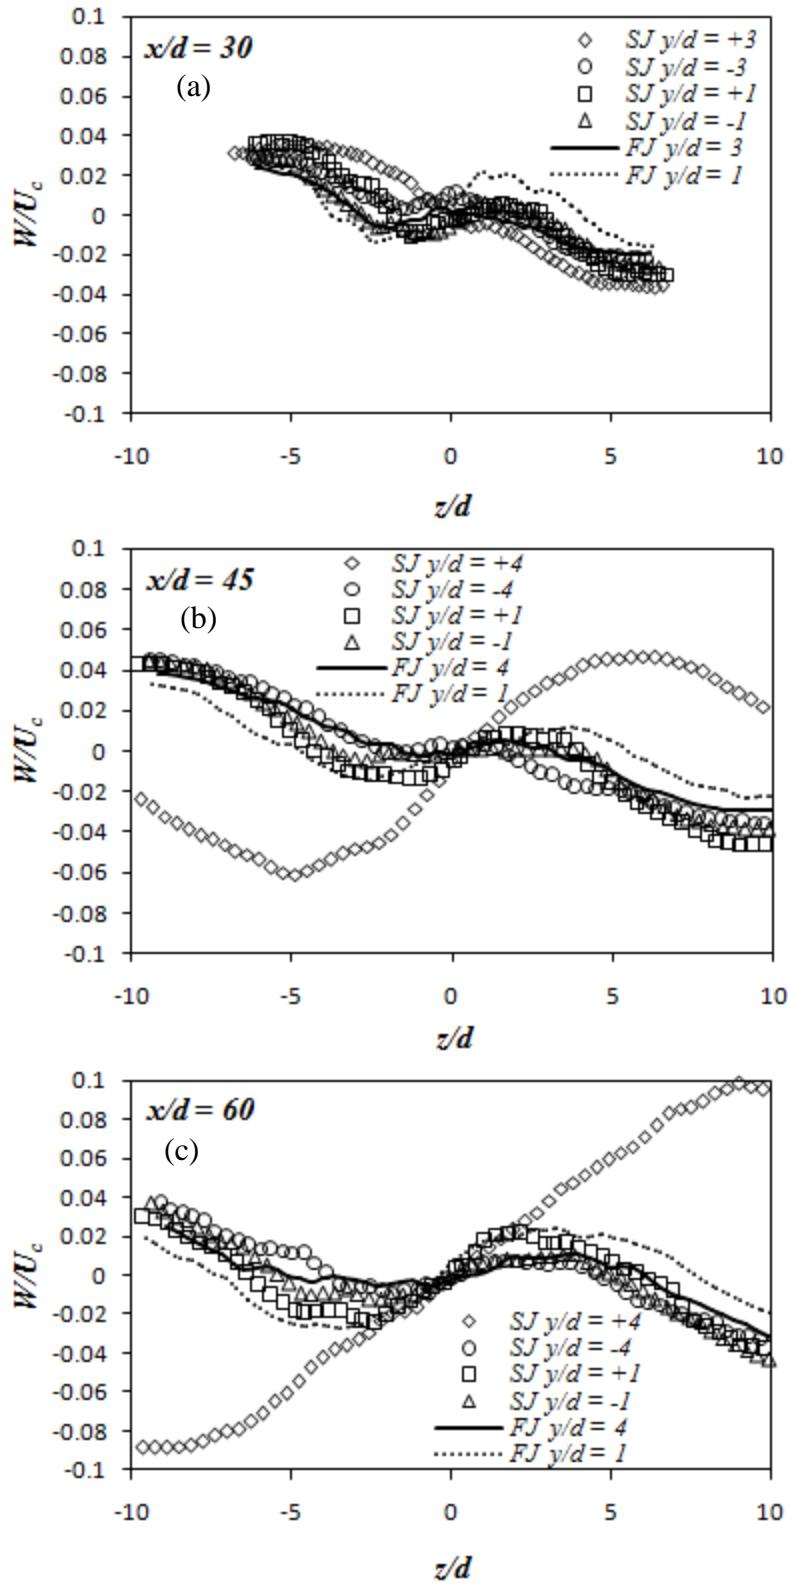 0.1
x/d = 30
(a)
SJ y/d = +3
SJ y/d = -3
SJ y/d = +1
SJ y/d = -1
FJ y/d = 3
FJ y/d = 1
0.08
0.06
0.04
0.02
0
-0.02
-0.04
-0.06
-0.08
-0.1
W/Uc
-10 -5 0 5 10
z/d
0.1
x/d = 45
(b)
SJ y/d = +4
SJ y/d = -4
SJ y/d = +1
SJ y/d = -1
FJ y/d = 4
FJ y/d = 1
0.08
0.06
0.04
0.02
0
-0.02
-0.04
-0.06
-0.08
-0.1
W/Uc
-10 -5 0 5 10
z/d
0.1
x/d = 60
(c)
0.08
0.06
0.04
0.02
0
-0.02
-0.04
-0.06
-0.08
-0.1
W/Uc
SJ y/d = +4
SJ y/d = -4
SJ y/d = +1
SJ y/d = -1
FJ y/d = 4
FJ y/d = 1
-10 -5 0 5 10
z/d